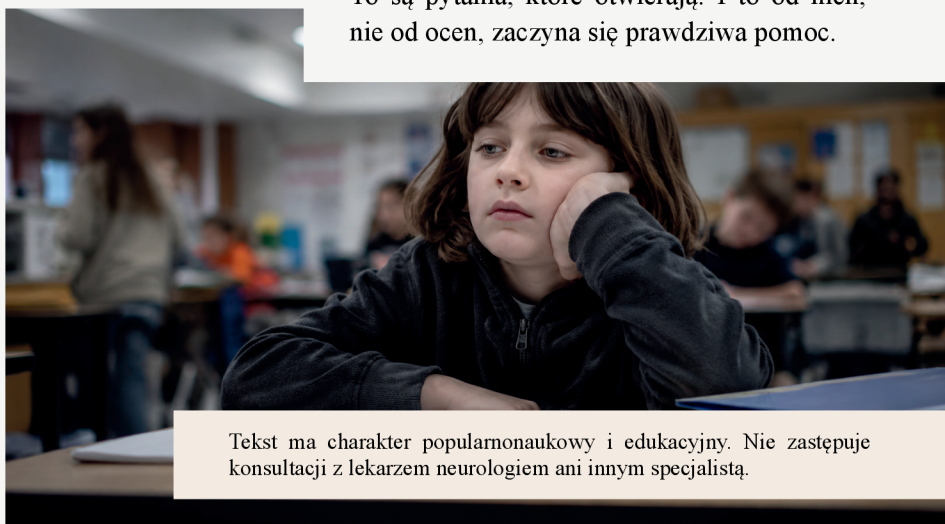 To są pytania, które otwierają. I to od nich,
nie od ocen, zaczyna się prawdziwa pomoc.
Tekst ma charakter popularnonaukowy i edukacyjny. Nie zastępuje
konsultacji z lekarzem neurologiem ani innym specjalistą.